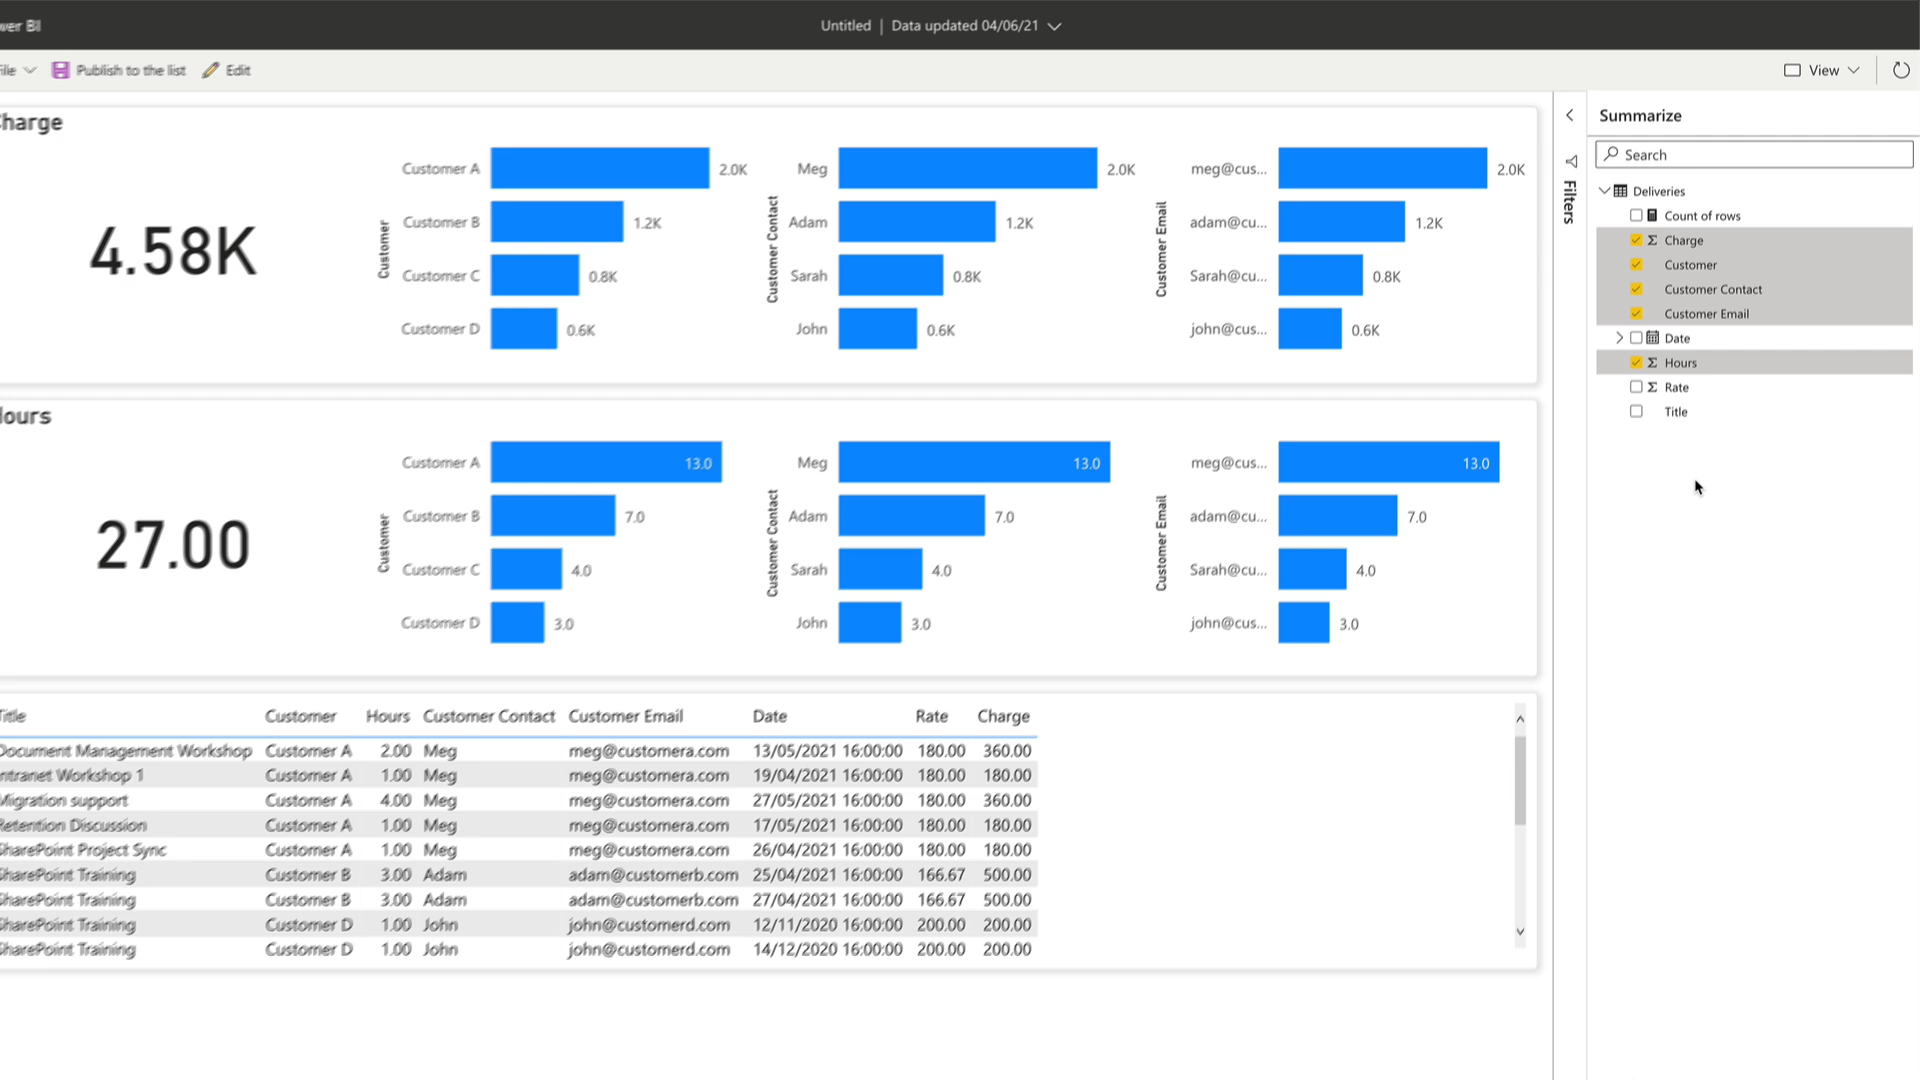 wer BI
Untitled | Data updated 04/06/21
ile
Publish to the list
Edit
View
harge
4.58K
Customer
Customer A 2.0K
Customer B 1.2K
Customer C 0.8K
Customer D 0.6K
Customer Contact
Meg 2.0K
Adam 1.2K
Sarah 0.8K
John 0.6K
Customer Email
meg@cus... 2.0K
adam@cu... 1.2K
Sarah@cu... 0.8K
john@cus... 0.6K
ours
27.00
Customer
Customer A 13.0
Customer B 7.0
Customer C 4.0
Customer D 3.0
Customer Contact
Meg 13.0
Adam 7.0
Sarah 4.0
John 3.0
Customer Email
meg@cus... 13.0
adam@cu... 7.0
Sarah@cu... 4.0
john@cus... 3.0
Title Customer Hours Customer Contact Customer Email Date Rate Charge
Document Management Workshop Customer A 2.00 Meg meg@customera.com 13/05/2021 16:00:00 180.00 360.00
ntranet Workshop 1 Customer A 1.00 Meg meg@customera.com 19/04/2021 16:00:00 180.00 180.00
Migration support Customer A 4.00 Meg meg@customera.com 27/05/2021 16:00:00 180.00 360.00
Retention Discussion Customer A 1.00 Meg meg@customera.com 17/05/2021 16:00:00 180.00 180.00
SharePoint Project Sync Customer A 1.00 Meg meg@customera.com 26/04/2021 16:00:00 180.00 180.00
SharePoint Training Customer B 3.00 Adam adam@customerb.com 25/04/2021 16:00:00 166.67 500.00
SharePoint Training Customer B 3.00 Adam adam@customerb.com 27/04/2021 16:00:00 166.67 500.00
SharePoint Training Customer D 1.00 John john@customerd.com 12/11/2020 16:00:00 200.00 200.00
SharePoint Training Customer D 1.00 John john@customerd.com 14/12/2020 16:00:00 200.00 200.00
Filters
Summarize
Search
Deliveries
Count of rows
Σ Charge
Customer
Customer Contact
Customer Email
Date
Σ Hours
Σ Rate
Title